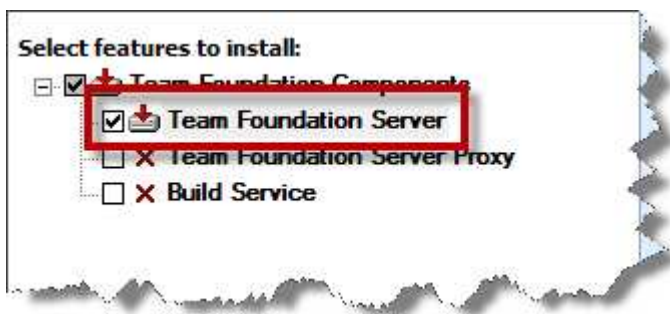 Select features to install:
Team Foundation Components
Team Foundation Server
Team Foundation Server Proxy
Build Service